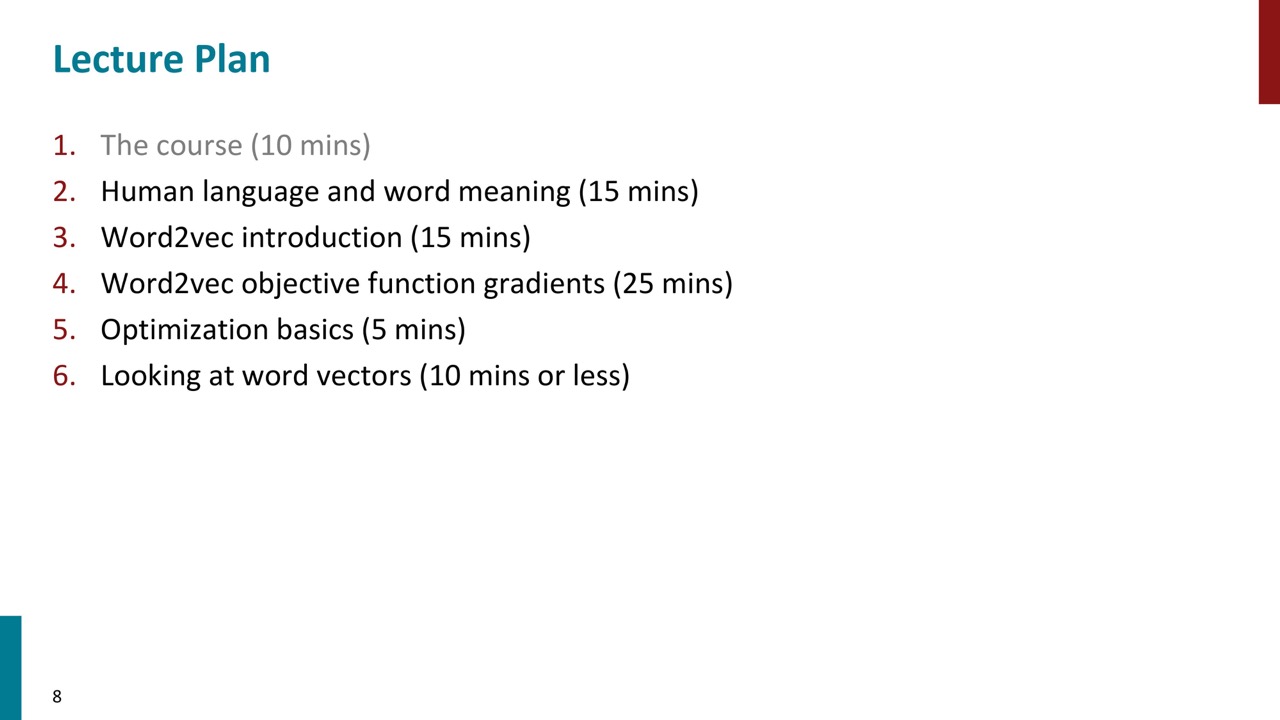 Lecture Plan
1. The course (10 mins)
2. Human language and word meaning (15 mins)
3. Word2vec introduction (15 mins)
4. Word2vec objective function gradients (25 mins)
5. Optimization basics (5 mins)
6. Looking at word vectors (10 mins or less)
8